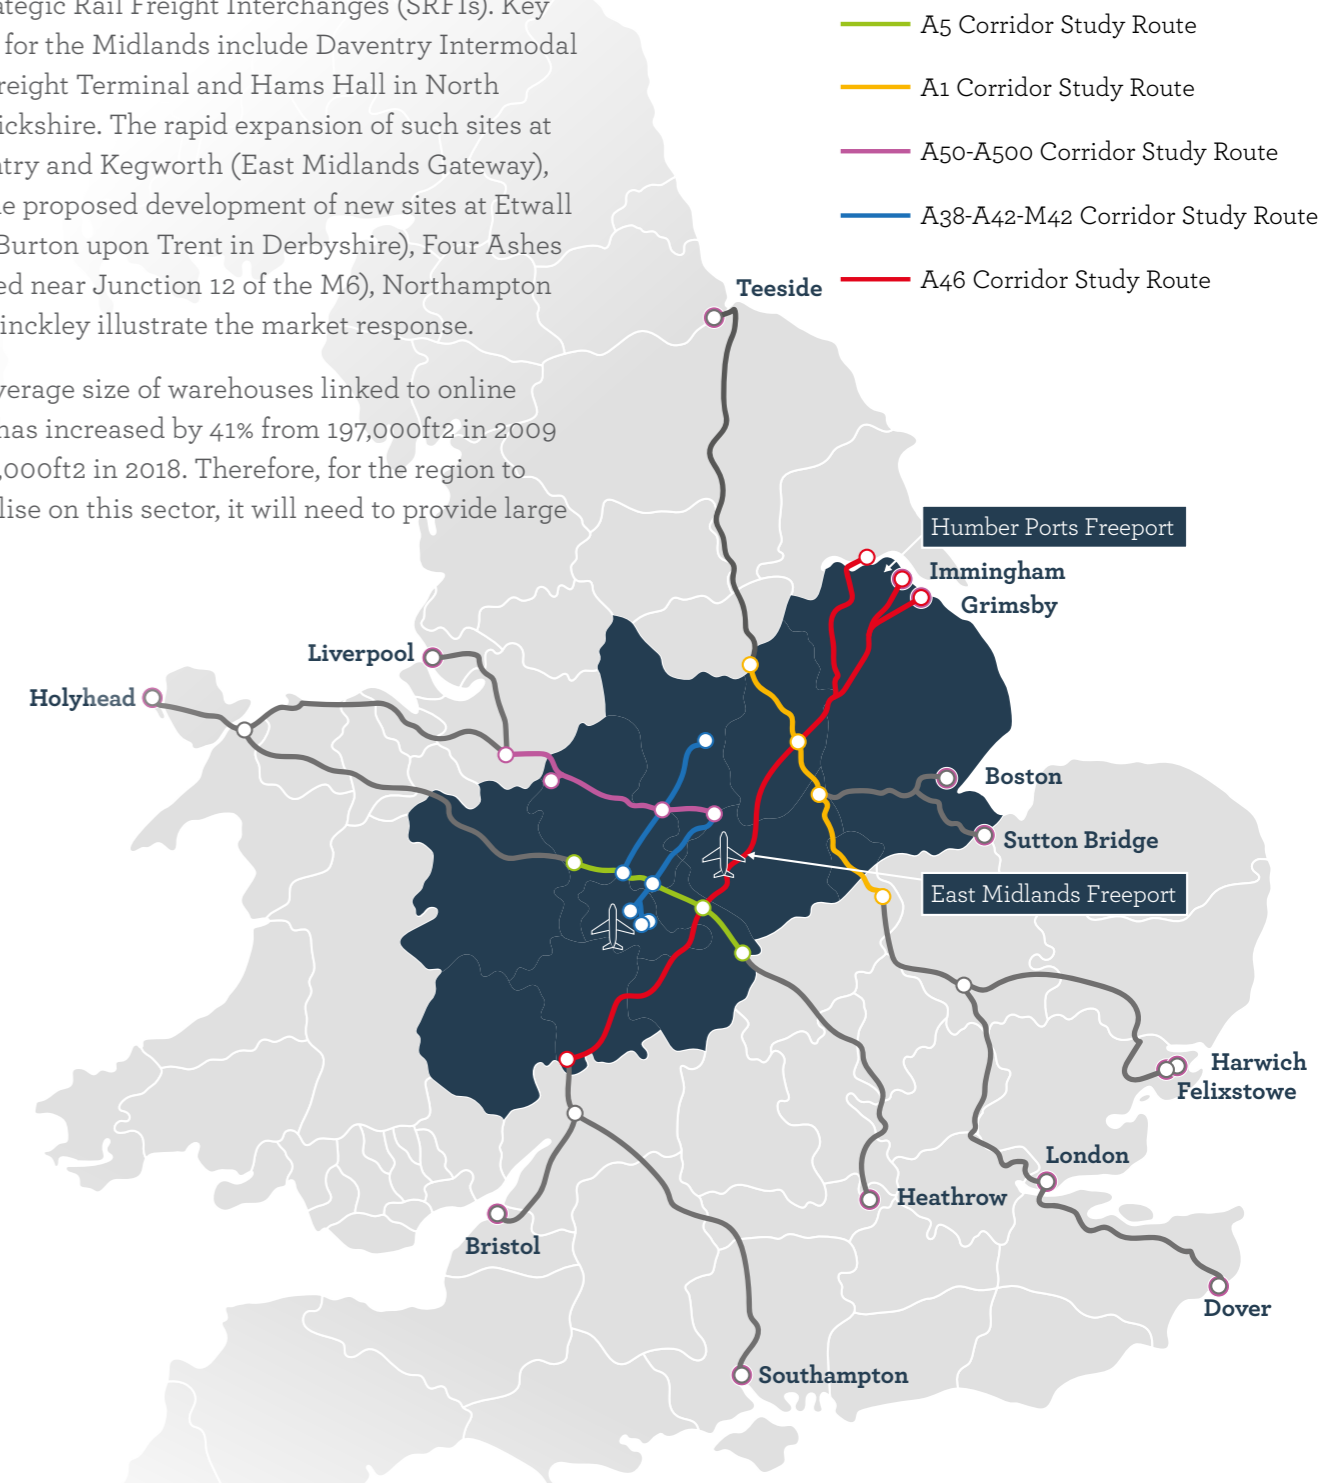 ategic Rail Freight Interchanges (SRFIs). Key
for the Midlands include Daventry Intermodal
reight Terminal and Hams Hall in North
ickshire. The rapid expansion of such sites at
ntry and Kegworth (East Midlands Gateway),
e proposed development of new sites at Etwall
Burton upon Trent in Derbyshire), Four Ashes
ed near Junction 12 of the M6), Northampton
inckley illustrate the market response.
verage size of warehouses linked to online
has increased by 41% from 197,000ft2 in 2009
,000ft2 in 2018. Therefore, for the region to
lise on this sector, it will need to provide large
A5 Corridor Study Route
A1 Corridor Study Route
A50-A500 Corridor Study Route
A38-A42-M42 Corridor Study Route
A46 Corridor Study Route
Teeside
Humber Ports Freeport
Immingham
Grimsby
Liverpool
Holyhead
Boston
Sutton Bridge
East Midlands Freeport
Harwich
Felixstowe
London
Heathrow
Bristol
Dover
Southampton